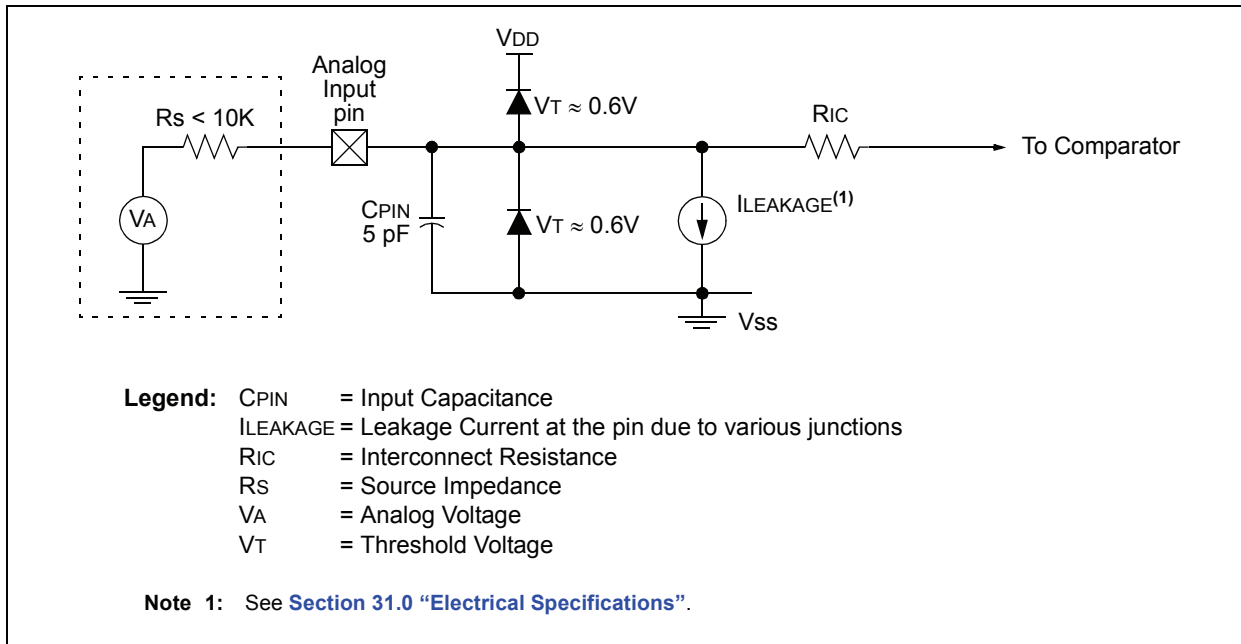 VDD
Analog
Input
pin
Rs < 10K
VT ≈ 0.6V
RIC
To Comparator
VA
CPIN
5 pF
VT ≈ 0.6V
ILEAKAGE(1)
Vss
Legend: CPIN = Input Capacitance
ILEAKAGE = Leakage Current at the pin due to various junctions
RIC = Interconnect Resistance
RS = Source Impedance
VA = Analog Voltage
VT = Threshold Voltage
Note 1: See Section 31.0 “Electrical Specifications”.